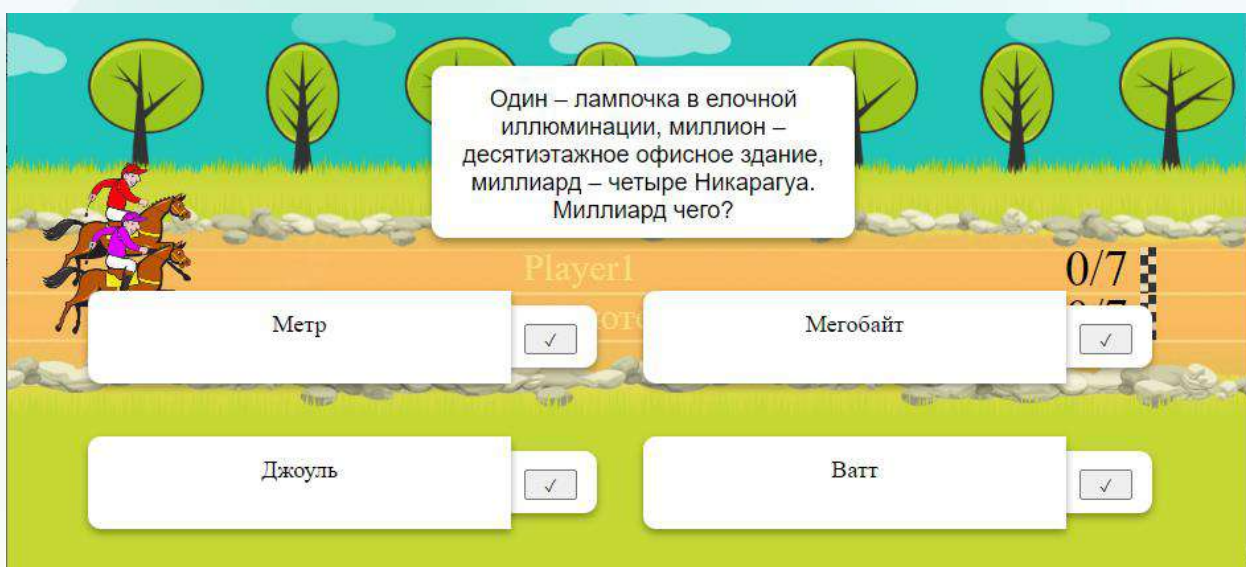 Один – лампочка в елочной
иллюминации, миллион –
десятиэтажное офисное здание,
миллиард – четыре Никарагуа.
Миллиард чего?
Player1
0/7
Метр
Мегобайт
Джоуль
Ватт